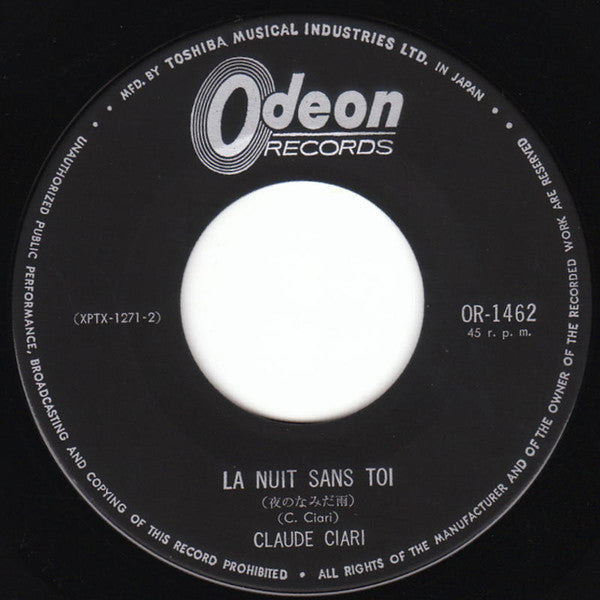 MFD. BY TOSHIBA MUSICAL INDUSTRIES LTD. IN JAPAN
Odeon
RECORDS
(XPTX-1271-2)
OR-1462
45 r. p. m.
LA NUIT SANS TOI
(夜のなみだ雨)
(C. Ciari)
CLAUDE CIARI
UNAUTHORIZED PUBLIC PERFORMANCE, BROADCASTING AND COPYING OF THIS RECORD PROHIBITED • ALL RIGHTS OF THE MANUFACTURER AND OF THE OWNER OF THE RECORDED WORK ARE RESERVED